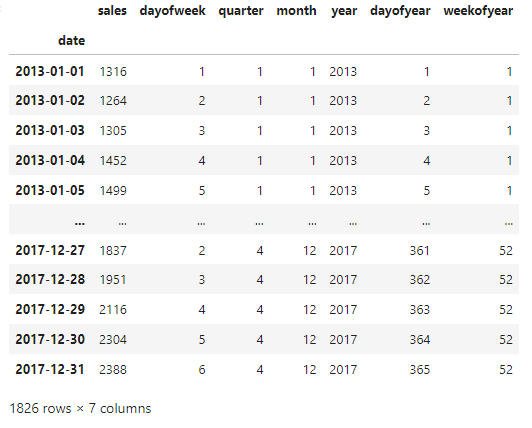 sales dayofweek quarter month year dayofyear weekofyear
date
2013-01-01 1316 1 1 1 2013 1 1
2013-01-02 1264 2 1 1 2013 2 1
2013-01-03 1305 3 1 1 2013 3 1
2013-01-04 1452 4 1 1 2013 4 1
2013-01-05 1499 5 1 1 2013 5 1
... ... ... ... ... ... ... ...
2017-12-27 1837 2 4 12 2017 361 52
2017-12-28 1951 3 4 12 2017 362 52
2017-12-29 2116 4 4 12 2017 363 52
2017-12-30 2304 5 4 12 2017 364 52
2017-12-31 2388 6 4 12 2017 365 52
1826 rows × 7 columns